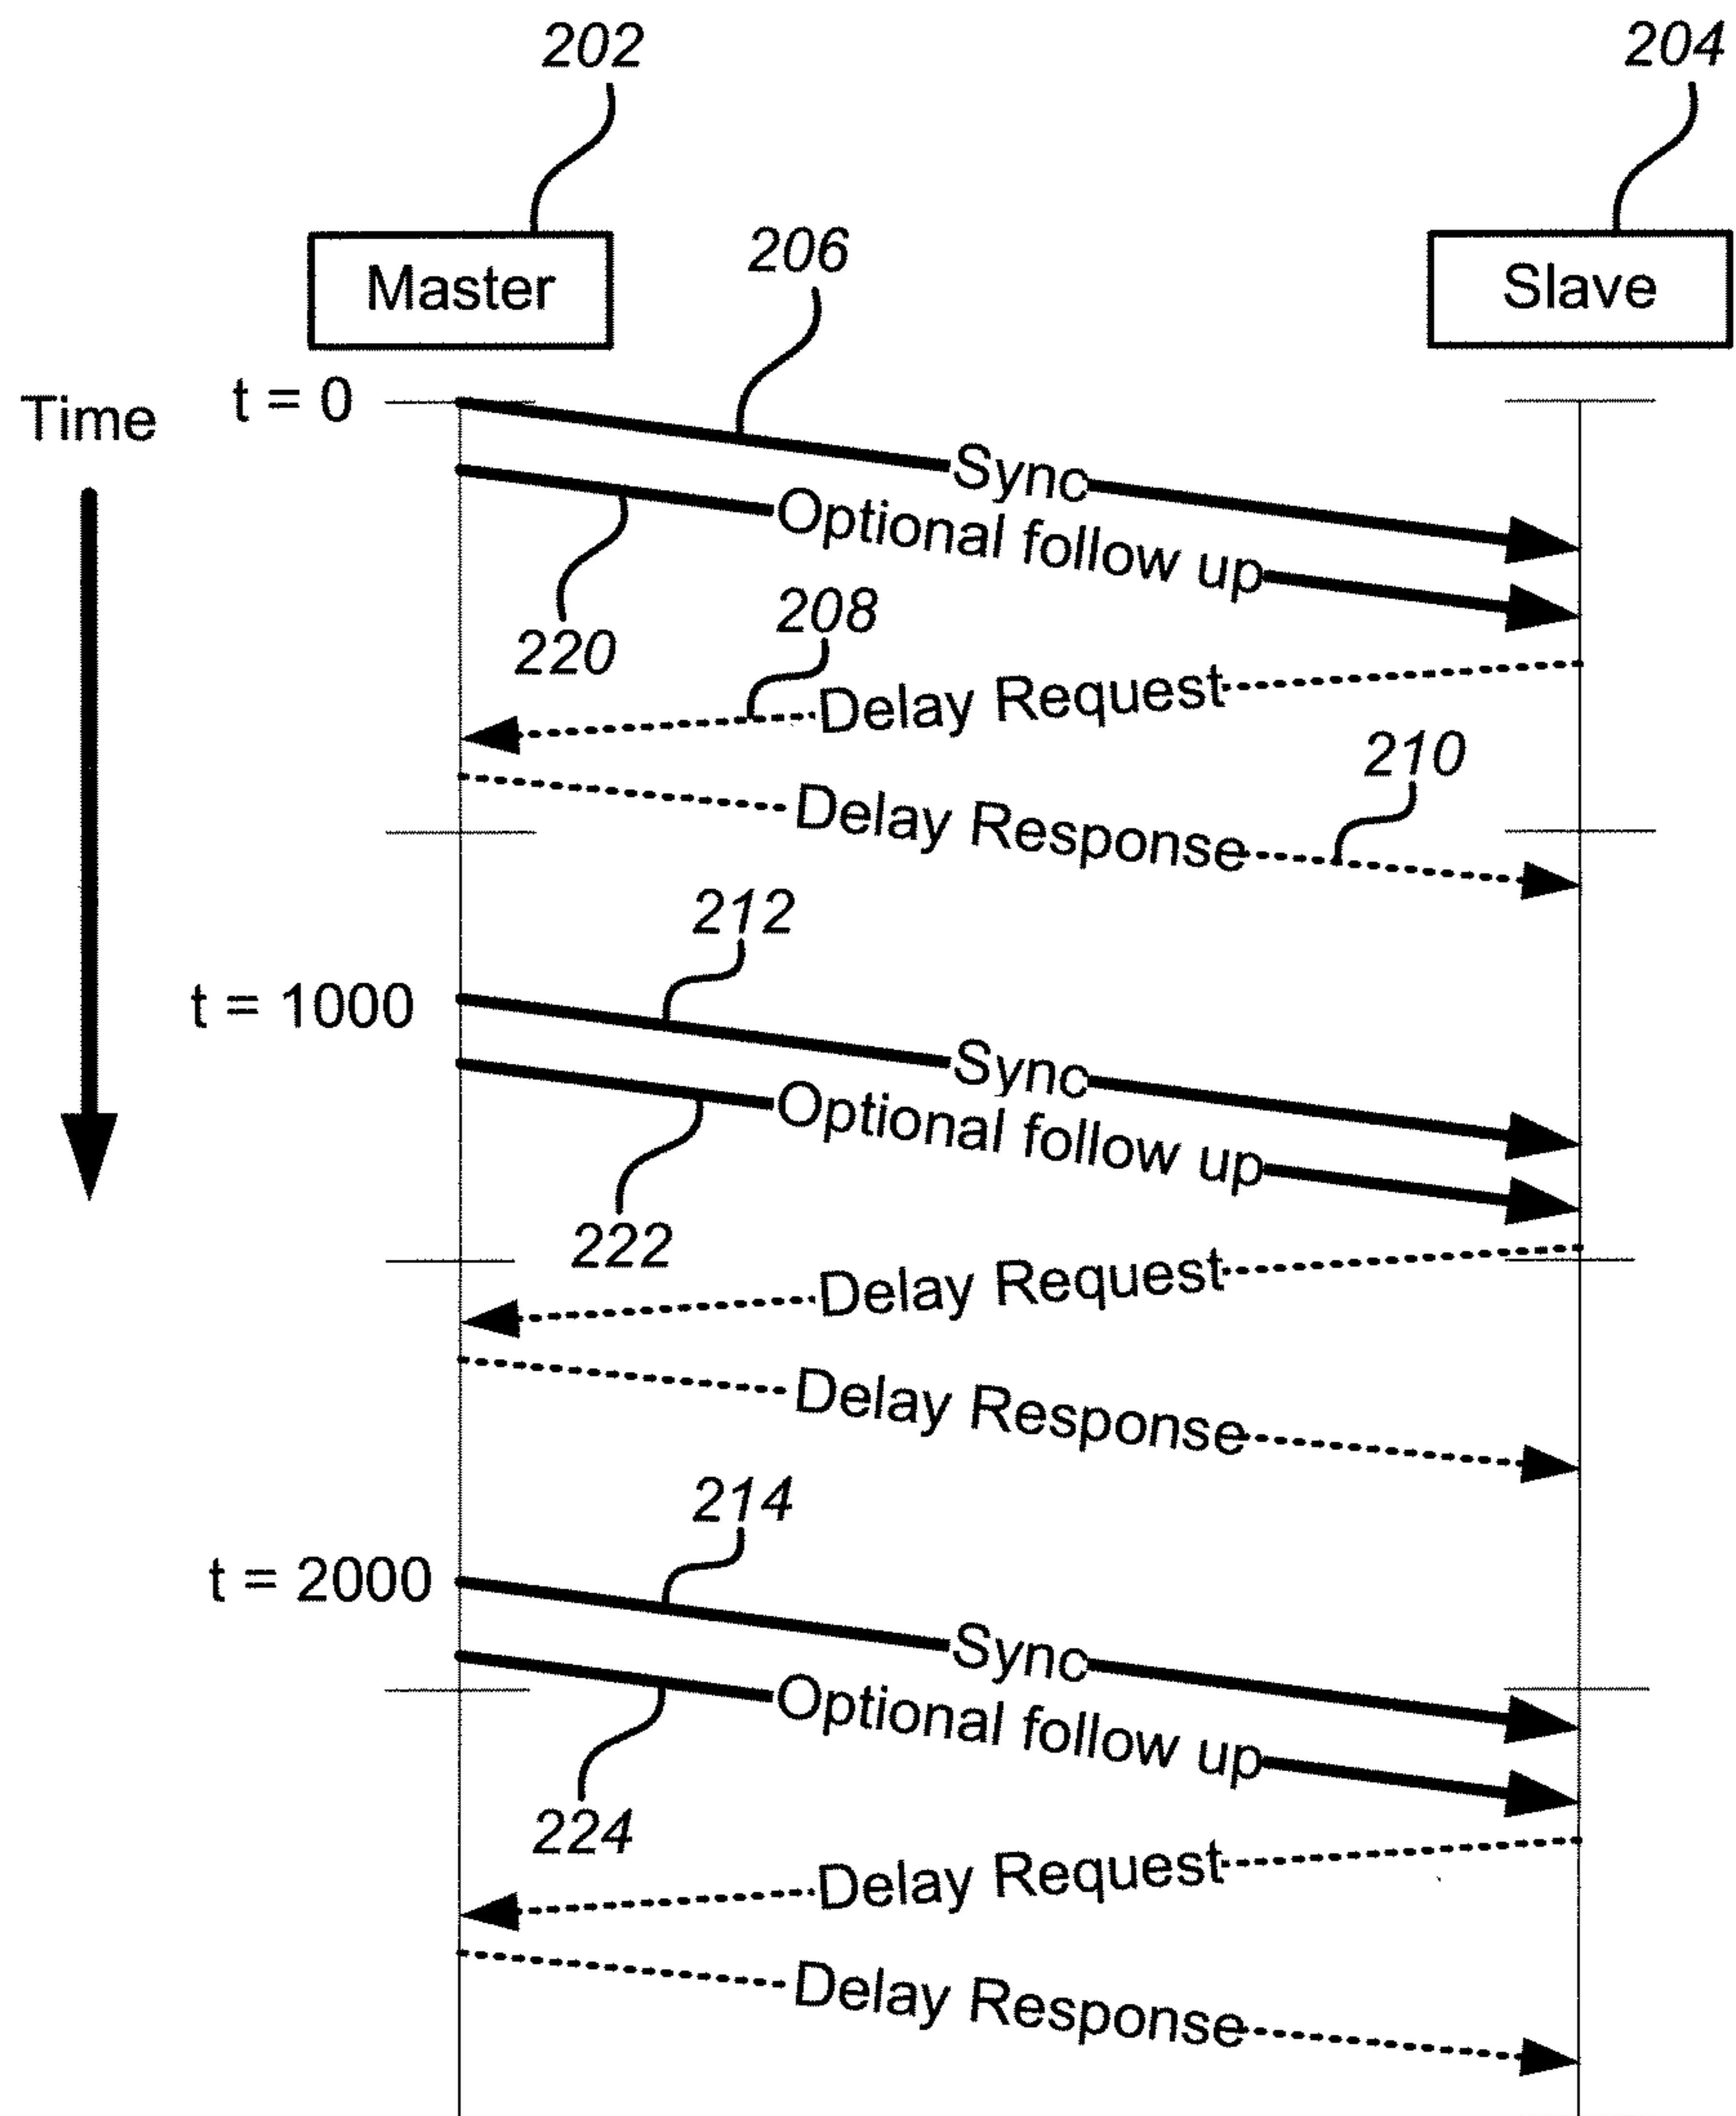 202
204
Master
206
Slave
Time
t = 0
Sync
Optional follow up
220
208
Delay Request
210
Delay Response
212
t = 1000
Sync
Optional follow up
222
Delay Request
Delay Response
214
t = 2000
Sync
Optional follow up
224
Delay Request
Delay Response